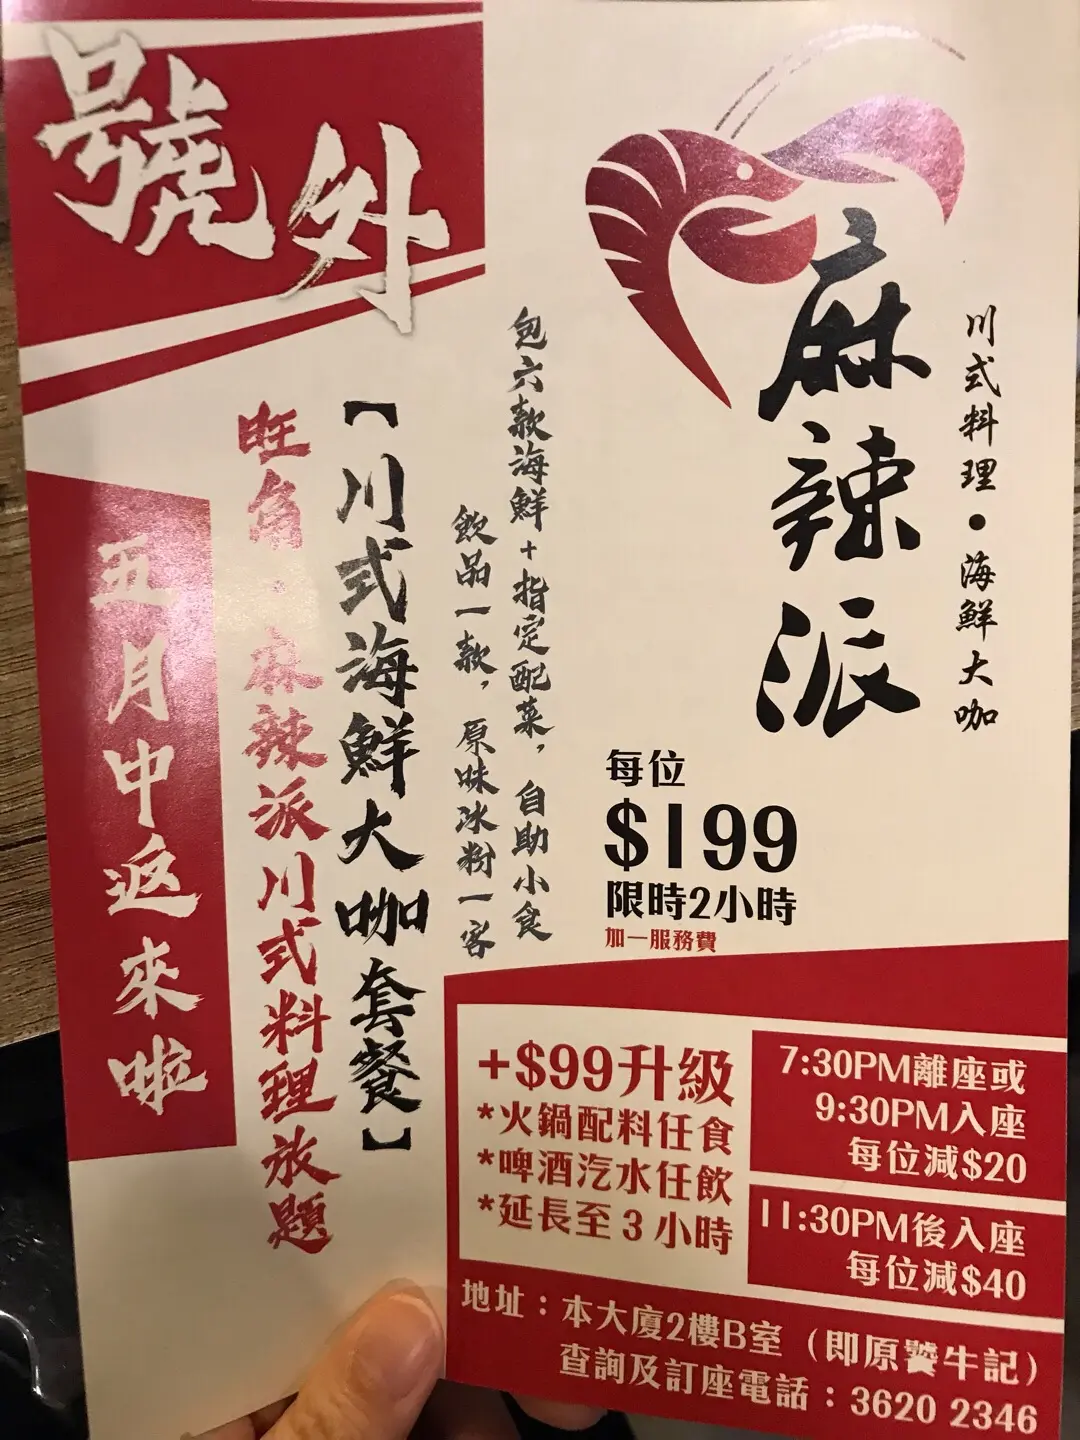 號外
麻辣派
川式料理•海鮮大咖
包六款海鮮+指定配菜，自助小食
飲品一款，原味冰粉一客
【川式海鮮大咖套餐】
旺角·麻辣派川式料理放題
五月中返來啦
每位
$199
限時2小時
加一服務費
+$99升級
*火鍋配料任食
*啤酒汽水任飲
*延長至3小時
7:30PM離座或
9:30PM入座
每位減$20
11:30PM後入座
每位減$40
地址：本大廈2樓B室（即原饕牛記）
查詢及訂座電話：3620 2346